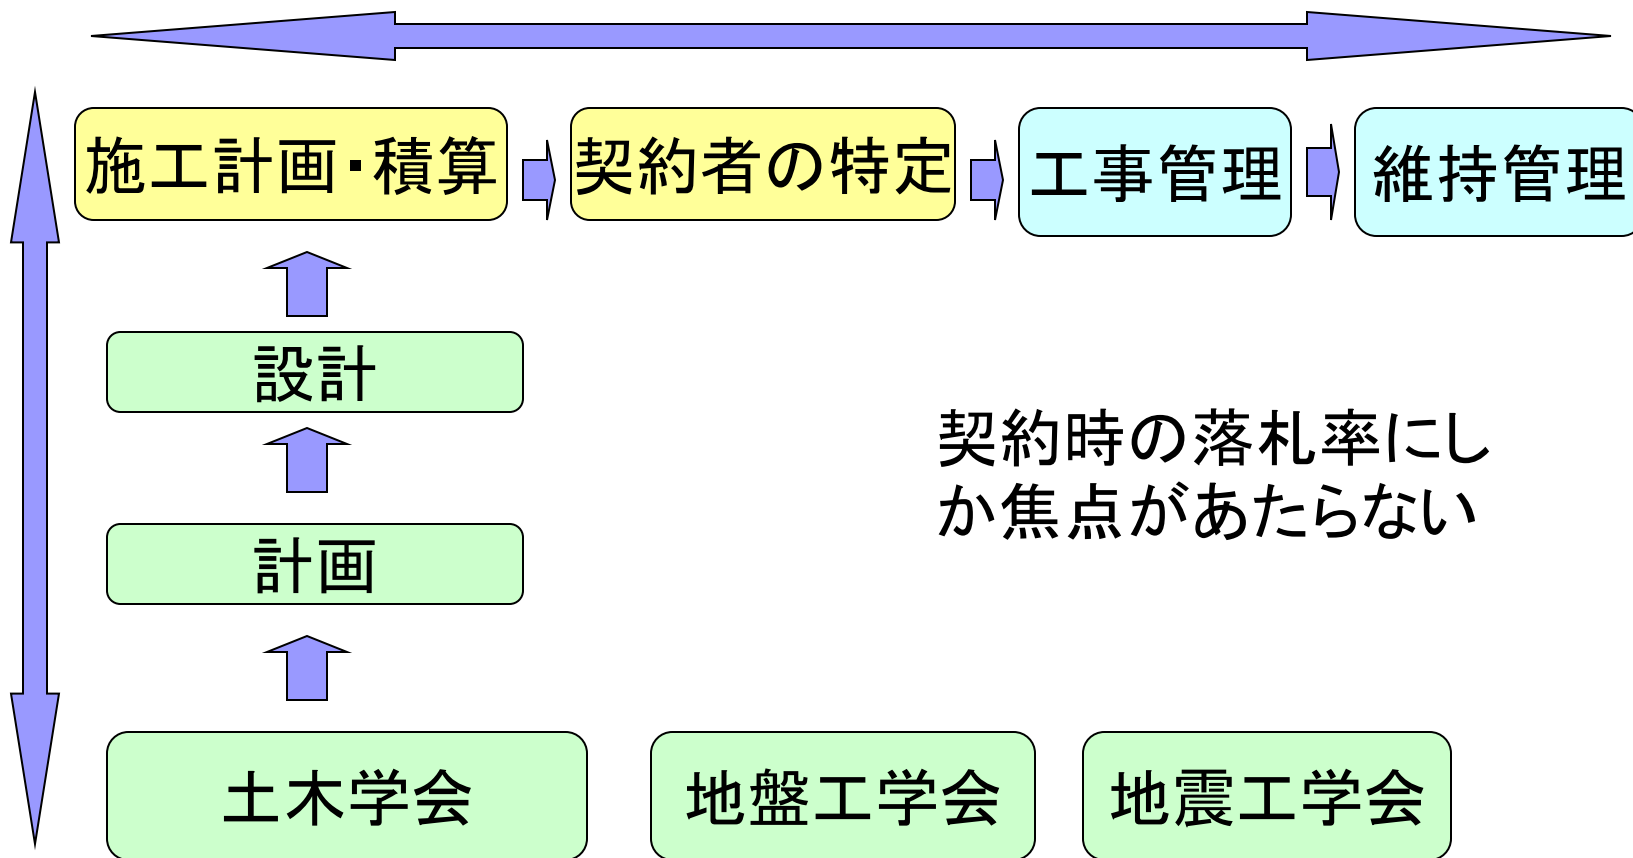 施工計画・積算
契約者の特定
工事管理
維持管理
設計
契約時の落札率にし
か焦点があたらない
計画
土木学会
地盤工学会
地震工学会